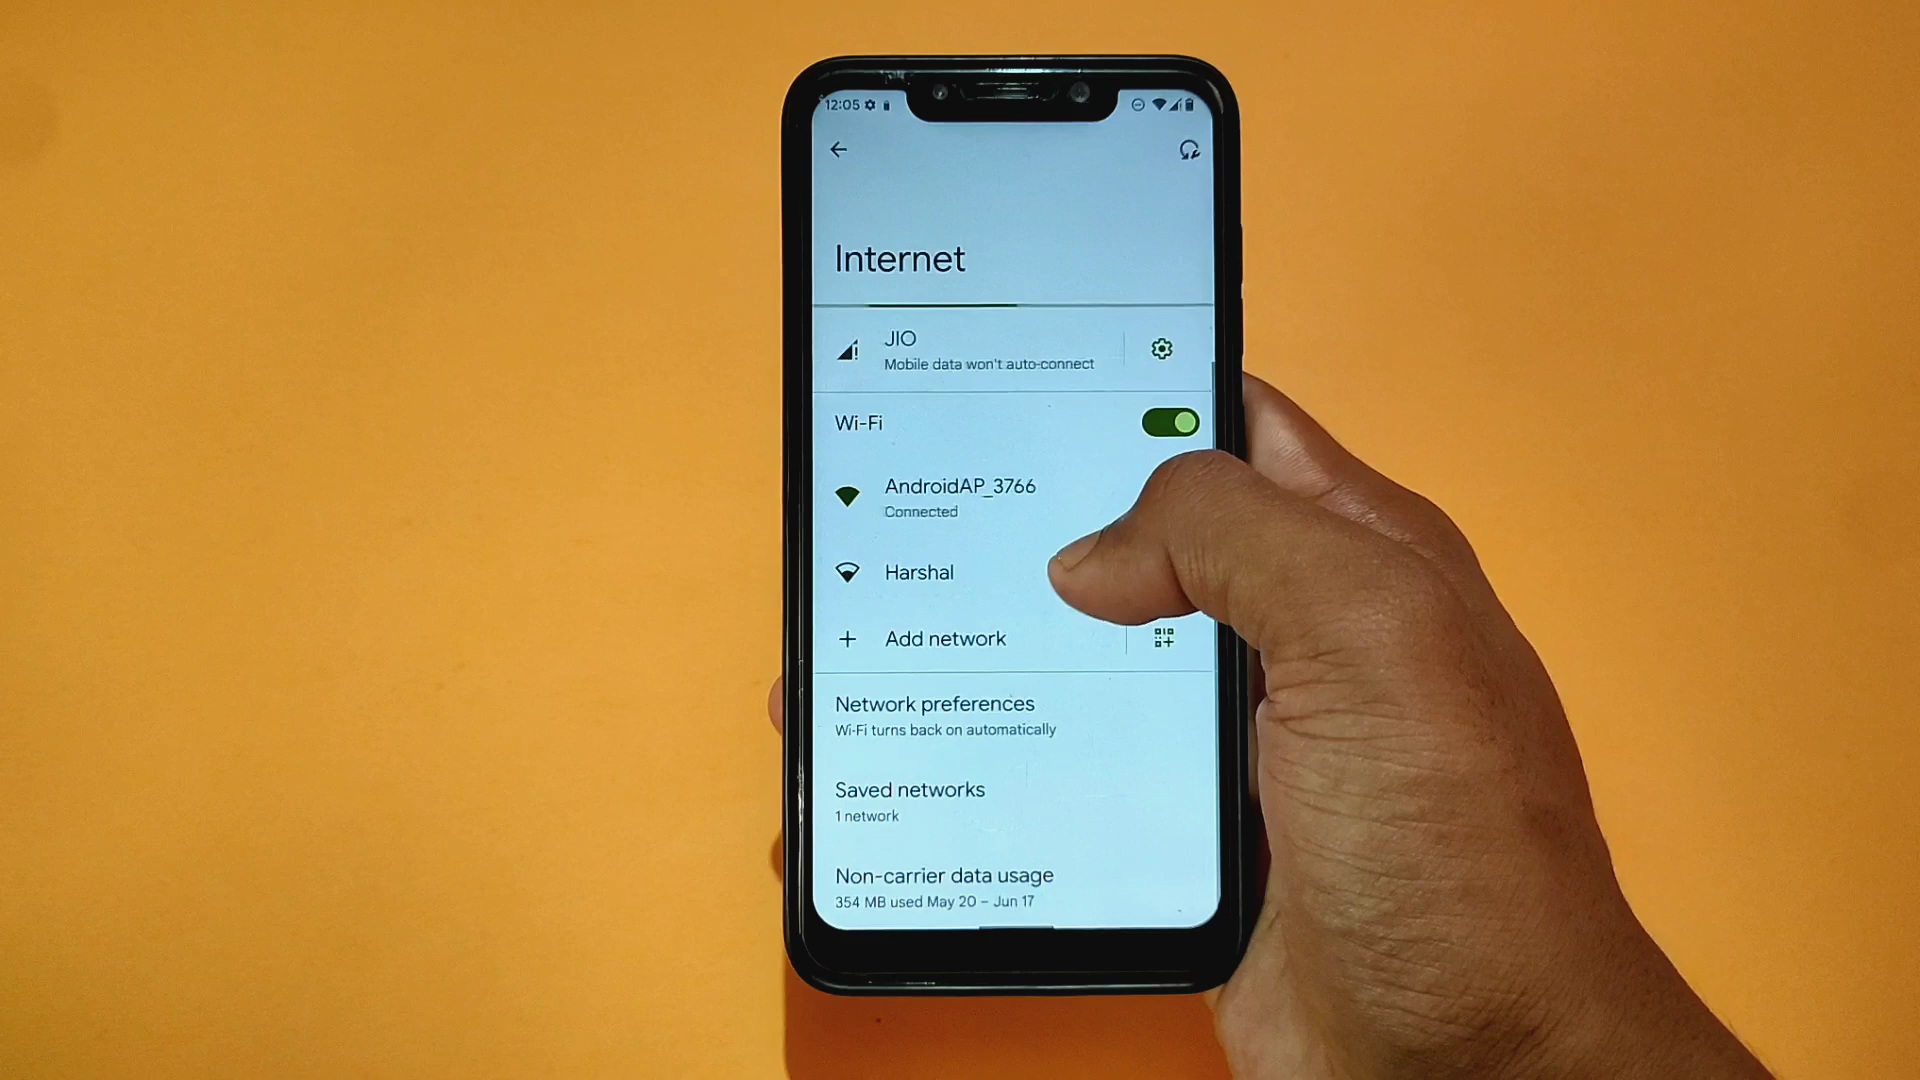 12:05
Internet
JIO
Mobile data won't auto-connect
Wi-Fi
AndroidAP_3766
Connected
Harshal
Add network
Network preferences
Wi-Fi turns back on automatically
Saved networks
1 network
Non-carrier data usage
354 MB used May 20 – Jun 17